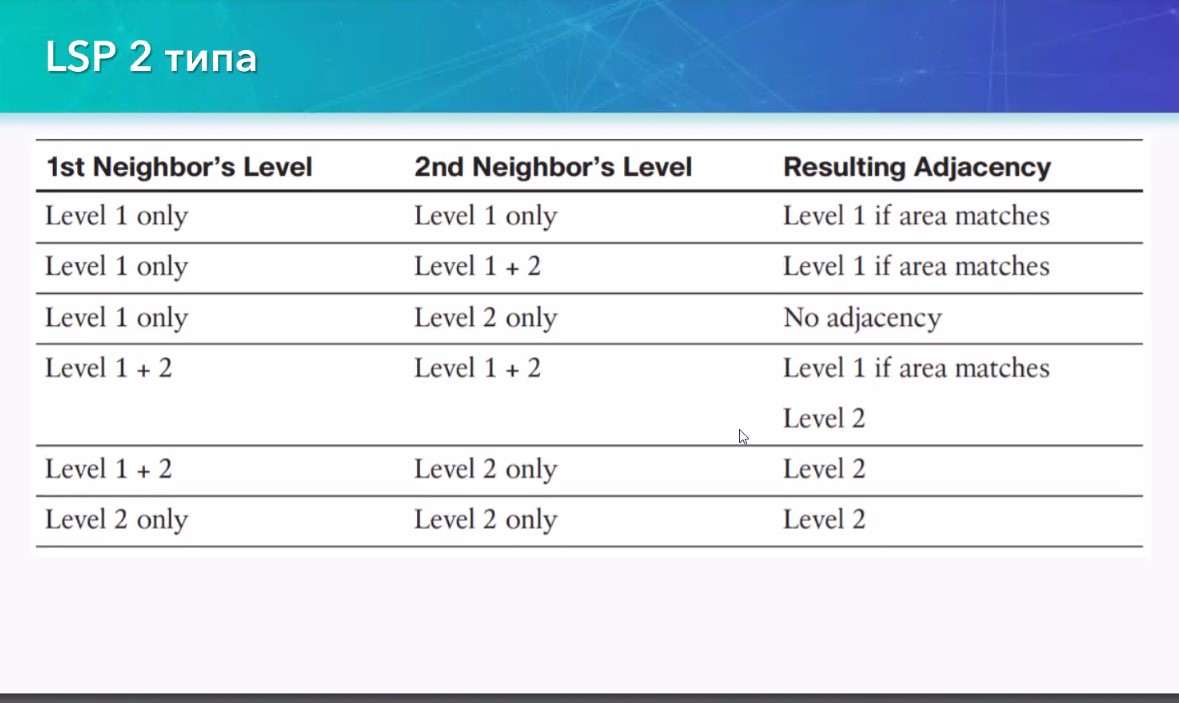 LSP 2 типа
1st Neighbor's Level 2nd Neighbor's Level Resulting Adjacency
Level 1 only Level 1 only Level 1 if area matches
Level 1 only Level 1 + 2 Level 1 if area matches
Level 1 only Level 2 only No adjacency
Level 1 + 2 Level 1 + 2 Level 1 if area matches
Level 2
Level 1 + 2 Level 2 only Level 2
Level 2 only Level 2 only Level 2